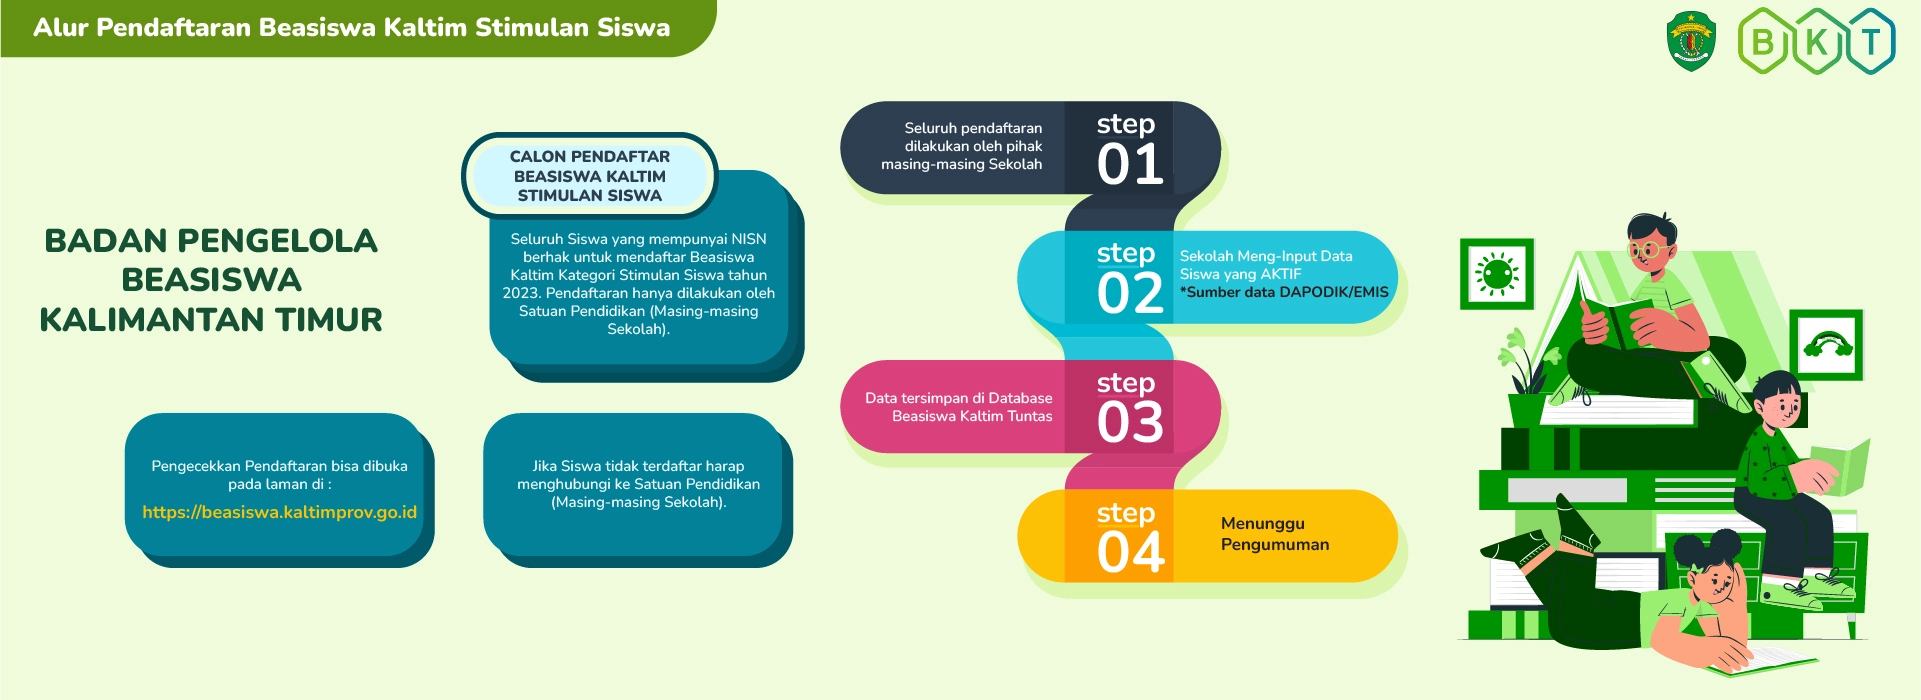 Alur Pendaftaran Beasiswa Kaltim Stimulan Siswa
B K T
BADAN PENGELOLA
BEASISWA
KALIMANTAN TIMUR
CALON PENDAFTAR
BEASISWA KALTIM
STIMULAN SISWA
Seluruh Siswa yang mempunyai NISN
berhak untuk mendaftar Beasiswa
Kaltim Kategori Stimulan Siswa tahun
2023. Pendaftaran hanya dilakukan oleh
Satuan Pendidikan (Masing-masing
Sekolah).
Pengecekkan Pendaftaran bisa dibuka
pada laman di :
https://beasiswa.kaltimprov.go.id
Jika Siswa tidak terdaftar harap
menghubungi ke Satuan Pendidikan
(Masing-masing Sekolah).
Seluruh pendaftaran
dilakukan oleh pihak
masing-masing Sekolah
step
01
step
02
Sekolah Meng-Input Data
Siswa yang AKTIF
*Sumber data DAPODIK/EMIS
Data tersimpan di Database
Beasiswa Kaltim Tuntas
step
03
step
04
Menunggu
Pengumuman